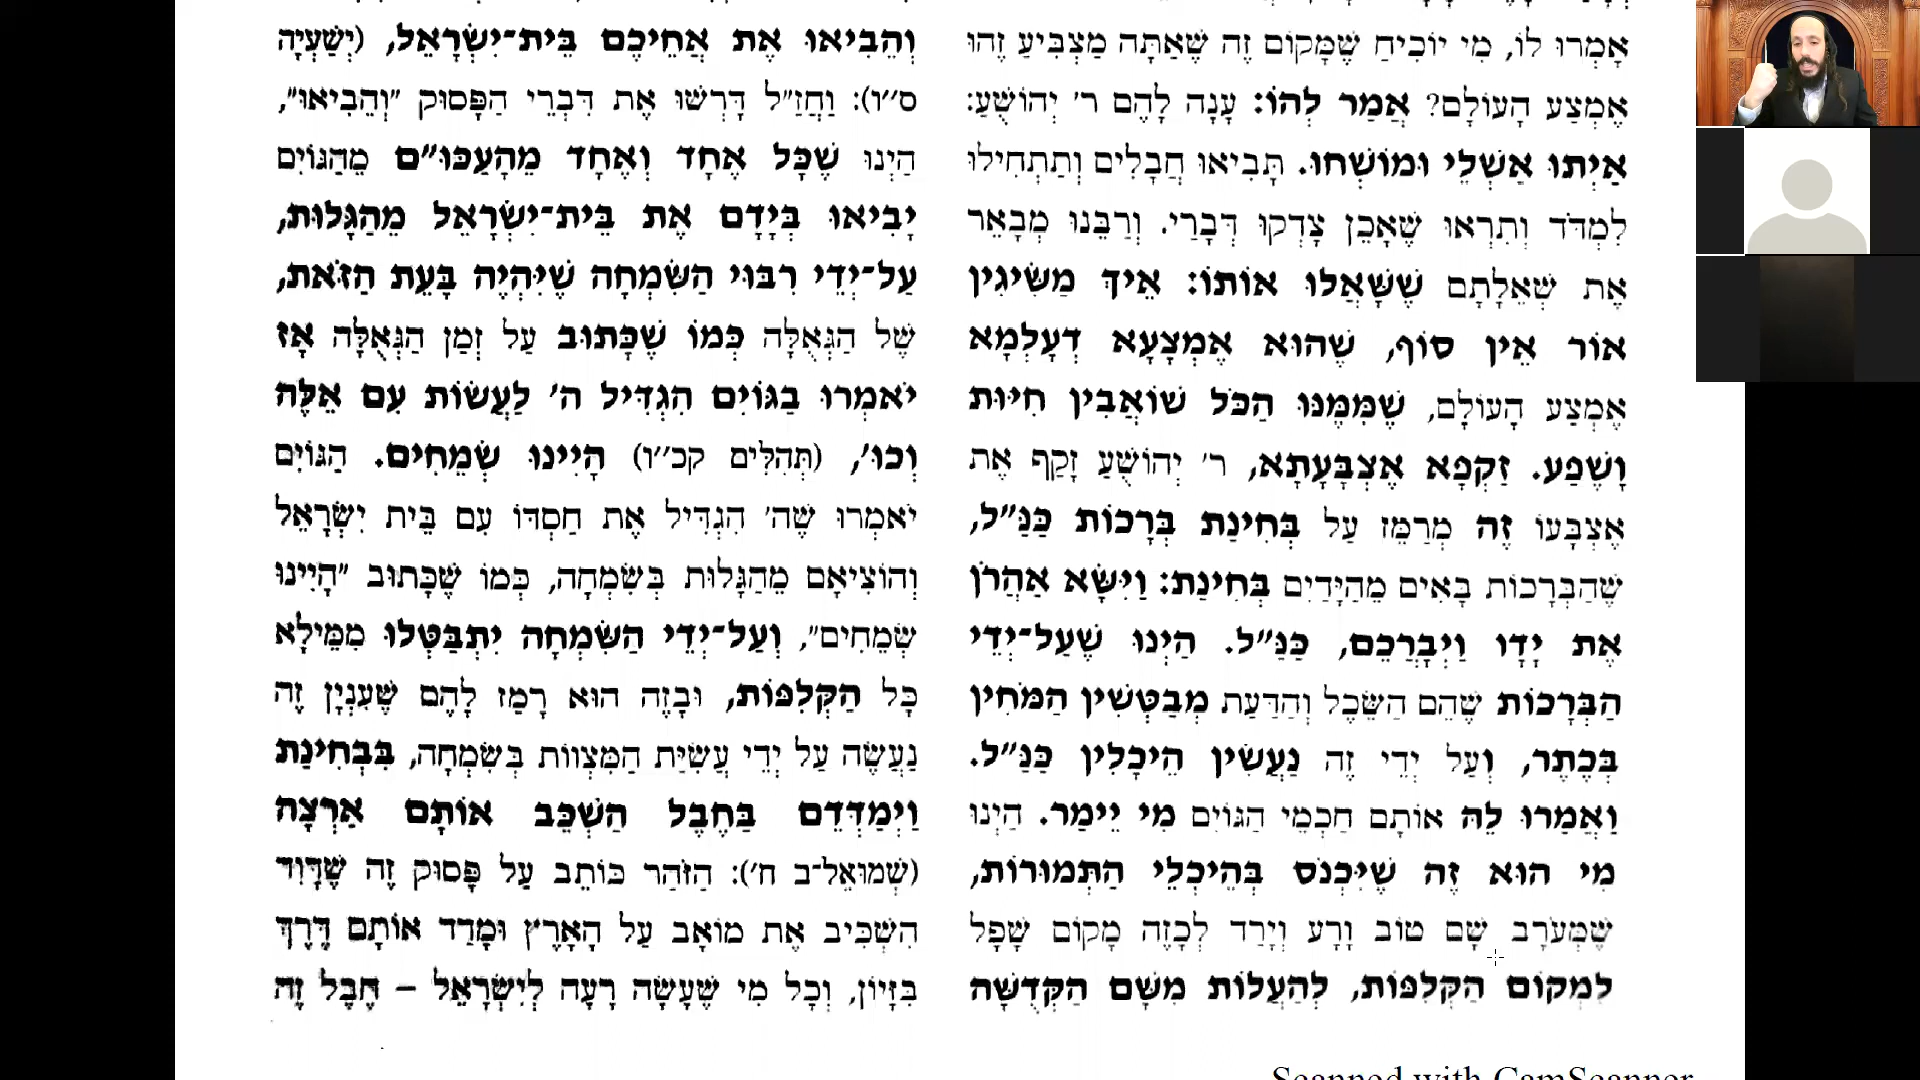 אָמְרוּ לוֹ, מִי יוֹכִיחַ שֶׁמָּקוֹם זֶה שֶׁאַתָּה מַצְבִּיעַ זֶהוּ
אֶמְצַע הָעוֹלָם? אֲמַר לְהוֹ: עָנָה לָהֶם ר׳ יְהוֹשֻׁעַ:
אַיְתוּ אַשְׁלֵי וּמוֹשְׁחוּ. תָּבִיאוּ חֲבָלִים וְתַתְחִילוּ
לִמְדֹּד וְתִרְאוּ שֶׁאָכֵן צָדְקוּ דְּבָרַי. וְרַבֵּנוּ מְבָאֵר
אֶת שְׁאֵלָתָם שֶׁשָּׁאֲלוּ אוֹתוֹ: אֵיךְ מַשִּׂיגִין
אוֹר אֵין סוֹף, שֶׁהוּא אֶמְצָעָא דְעָלְמָא
אֶמְצַע הָעוֹלָם, שֶׁמִּמֶּנּוּ הַכֹּל שׁוֹאֲבִין חִיּוּת
וָשֶׁפַע. זַקְפָא אֶצְבָּעָתָא, ר׳ יְהוֹשֻׁעַ זָקַף אֶת
אֶצְבָּעוֹ זֶה מְרַמֵּז עַל בְּחִינַת בְּרָכוֹת כַּנַּ״ל,
שֶׁהַבְּרָכוֹת בָּאִים מֵהַיָּדַיִם בְּחִינַת: וַיִּשָּׂא אַהֲרֹן
אֶת יָדָו וַיְבָרֲכֵם, כַּנַּ״ל. הַיְנוּ שֶׁעַל־יְדֵי
הַבְּרָכוֹת שֶׁהֵם הַשֵּׂכֶל וְהַדַּעַת מְבַטְּשִׁין הַמֹּחִין
בְּכֶתֶר, וְעַל יְדֵי זֶה נַעֲשִׂין הֵיכָלִין כַּנַּ״ל.
וַאֲמַרוּ לֵהּ אוֹתָם חַכְמֵי הַגּוֹיִם מִי יֵימַר. הַיְנוּ
מִי הוּא זֶה שֶׁיִּכְנֹס בְּהֵיכְלֵי הַתְּמוּרוֹת,
שֶׁמְּעֹרָב שָׁם טוֹב וָרָע וְיָרַד לְכָזֶה מָקוֹם שָׁפָל
לִמְקוֹם הַקְּלִפּוֹת, לְהַעֲלוֹת מִשָּׁם הַקְּדֻשָּׁה
וְהֵבִיאוּ אֶת אֲחֵיכֶם בֵּית־יִשְׂרָאֵל, (יְשַׁעְיָה
ס״ו): וַחֲזַ״ל דָּרְשׁוּ אֶת דִּבְרֵי הַפָּסוּק ״וְהֵבִיאוּ״,
הַיְנוּ שֶׁכָּל אֶחָד וְאֶחָד מֵהָעַכּוּ״ם מֵהַגּוֹיִם
יָבִיאוּ בְּיָדָם אֶת בֵּית־יִשְׂרָאֵל מֵהַגָּלוּת,
עַל־יְדֵי רִבּוּי הַשִּׂמְחָה שֶׁיִּהְיֶה בָּעֵת הַזֹּאת,
שֶׁל הַגְּאֻלָּה כְּמוֹ שֶׁכָּתוּב עַל זְמַן הַגְּאֻלָּה אָז
יֹאמְרוּ בַגּוֹיִם הִגְדִּיל ה׳ לַעֲשׂוֹת עִם אֵלֶּה
וְכוּ׳, (תְּהִלִּים קכ״ו) הָיִינוּ שְׂמֵחִים. הַגּוֹיִם
יֹאמְרוּ שֶׁה׳ הִגְדִּיל אֶת חַסְדּוֹ עִם בֵּית יִשְׂרָאֵל
וְהוֹצִיאָם מֵהַגָּלוּת בְּשִׂמְחָה, כְּמוֹ שֶׁכָּתוּב ״הָיִינוּ
שְׂמֵחִים״, וְעַל־יְדֵי הַשִּׂמְחָה יִתְבַּטְּלוּ מִמֵּילָא
כָּל הַקְּלִפּוֹת, וּבָזֶה הוּא רָמַז לָהֶם שֶׁעִנְיָן זֶה
נַעֲשֶׂה עַל יְדֵי עֲשִׂיַּת הַמִּצְווֹת בְּשִׂמְחָה, בִּבְחִינַת
וַיְמַדְּדֵם בַּחֶבֶל הַשְׁכֵּב אוֹתָם אַרְצָה
(שְׁמוּאֵל־ב ח׳): הַזֹּהַר כּוֹתֵב עַל פָּסוּק זֶה שֶׁדָּוִד
הִשְׁכִּיב אֶת מוֹאָב עַל הָאָרֶץ וּמָדַד אוֹתָם דֶּרֶךְ
בִּזָּיוֹן, וְכָל מִי שֶׁעָשָׂה רָעָה לְיִשְׂרָאֵל – חֶבֶל זֶה
Scanned with CamScanner